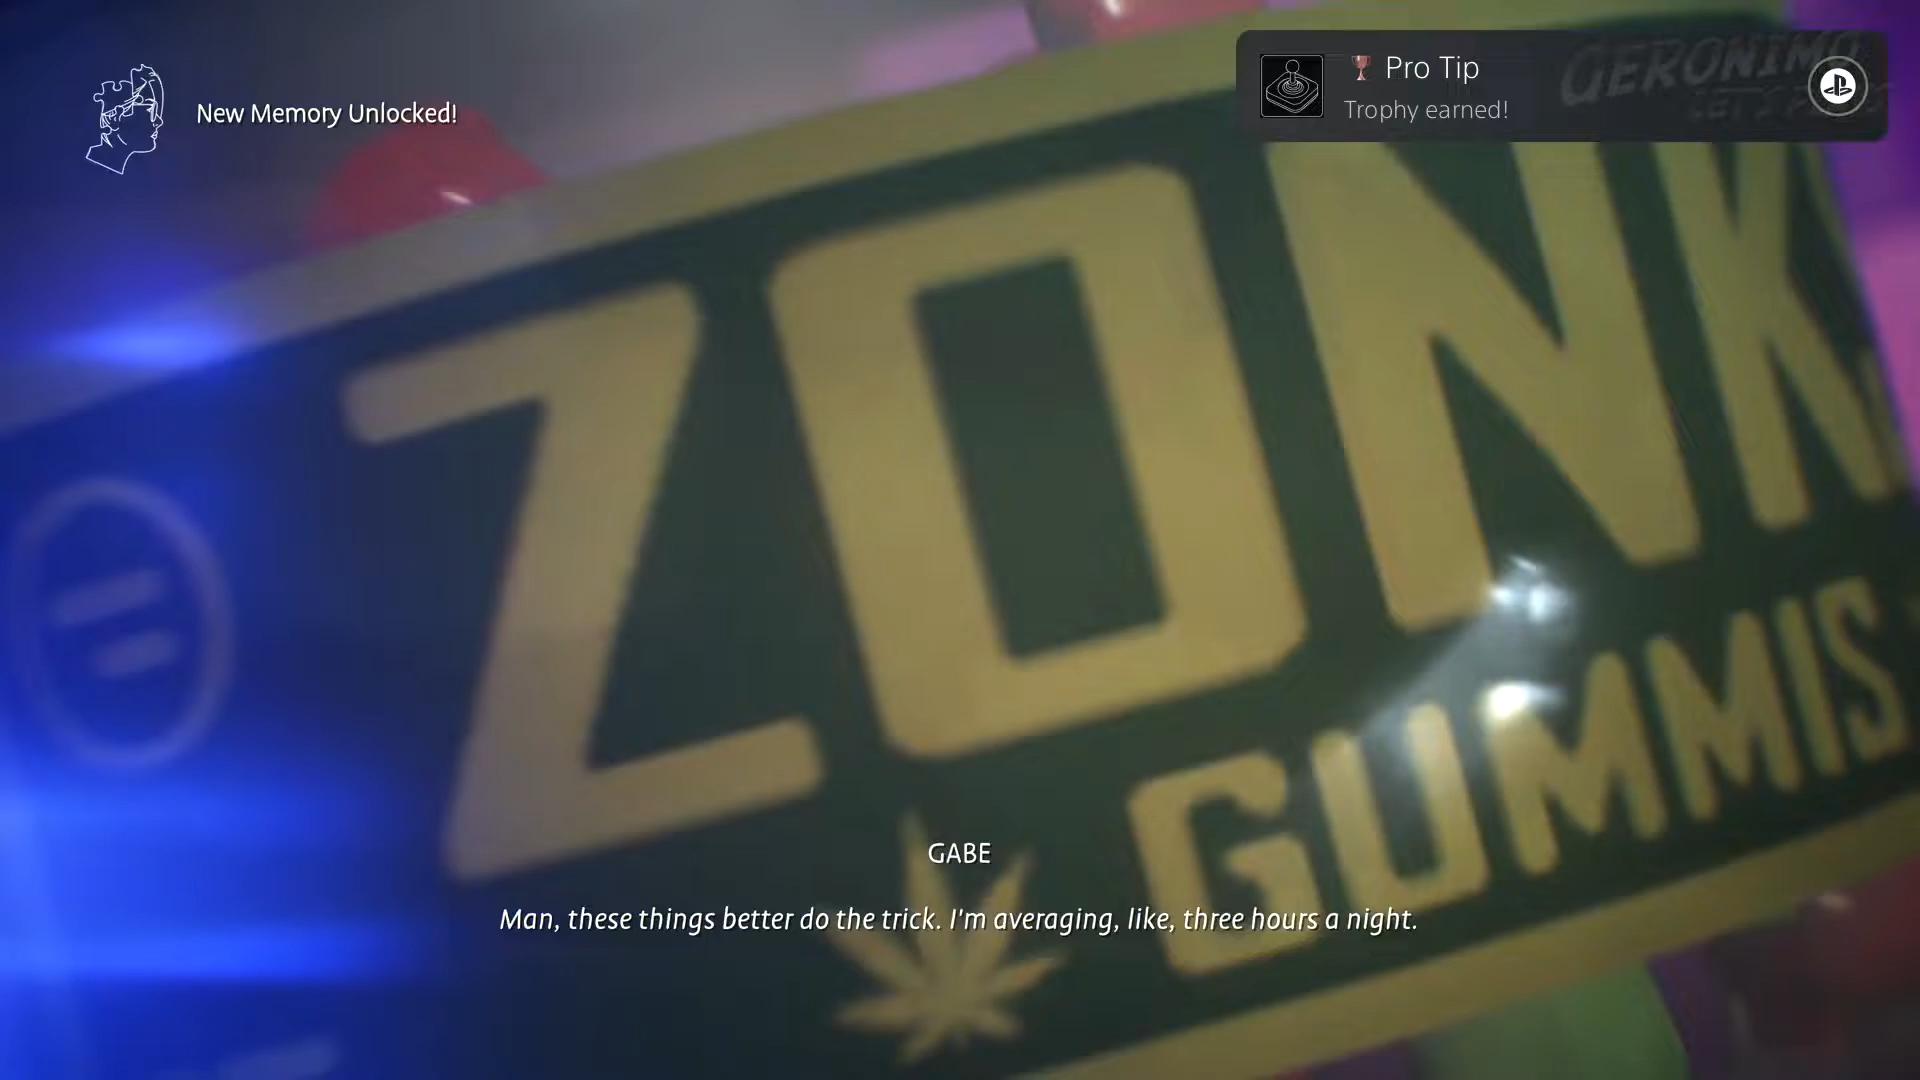 New Memory Unlocked!
Pro Tip
Trophy earned!
GERONIMO
ZONK
GUMMIS
GABE
Man, these things better do the trick. I'm averaging, like, three hours a night.